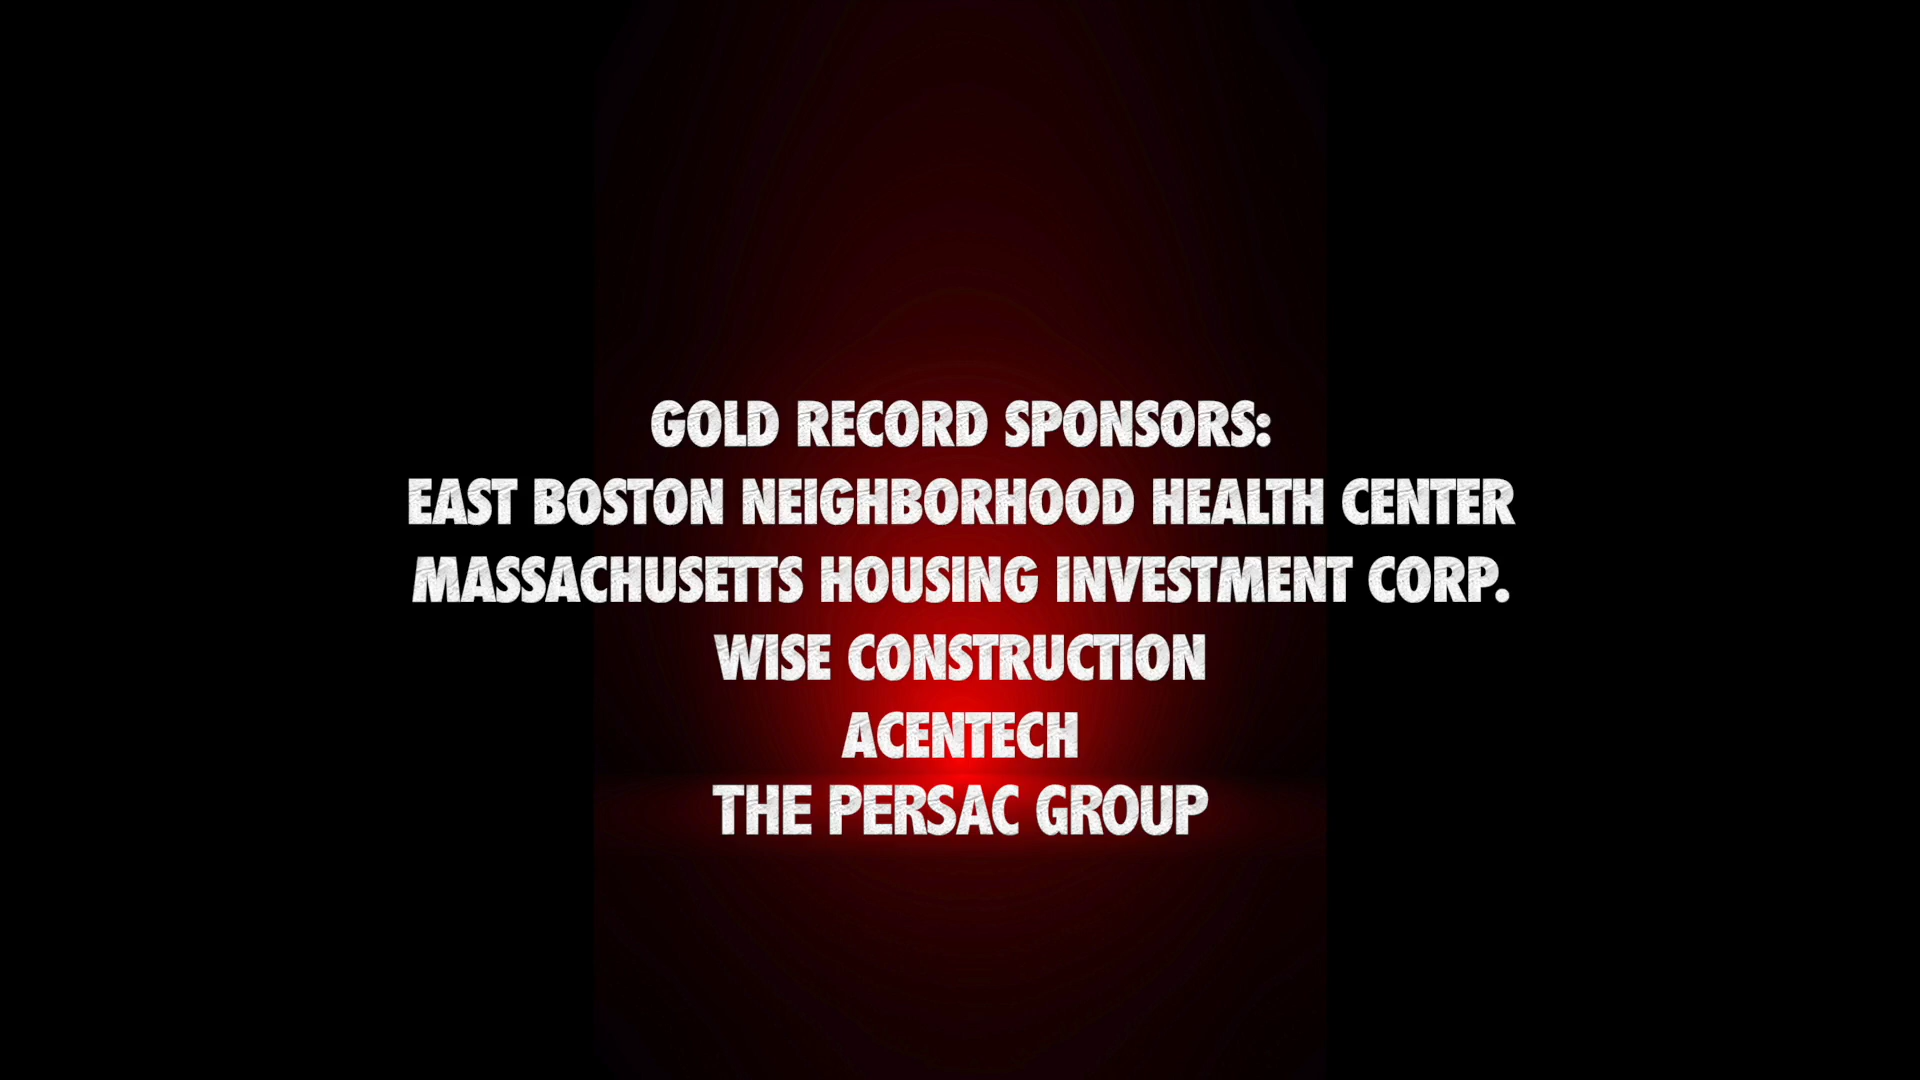 GOLD RECORD SPONSORS:
EAST BOSTON NEIGHBORHOOD HEALTH CENTER
MASSACHUSETTS HOUSING INVESTMENT CORP.
WISE CONSTRUCTION
ACENTECH
THE PERSAC GROUP